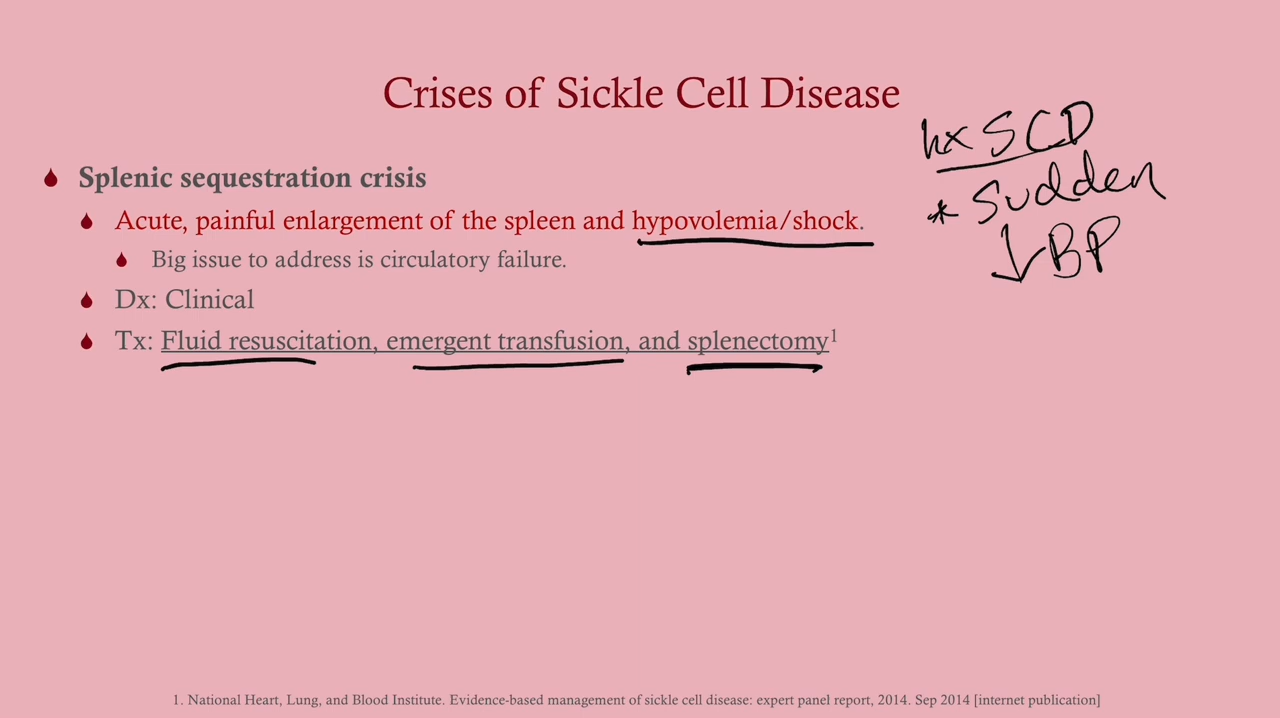 Crises of Sickle Cell Disease
hx SCD
* Sudden
↓ BP
Splenic sequestration crisis
Acute, painful enlargement of the spleen and hypovolemia/shock.
Big issue to address is circulatory failure.
Dx: Clinical
Tx: Fluid resuscitation, emergent transfusion, and splenectomy1
1. National Heart, Lung, and Blood Institute. Evidence-based management of sickle cell disease: expert panel report, 2014. Sep 2014 [internet publication]